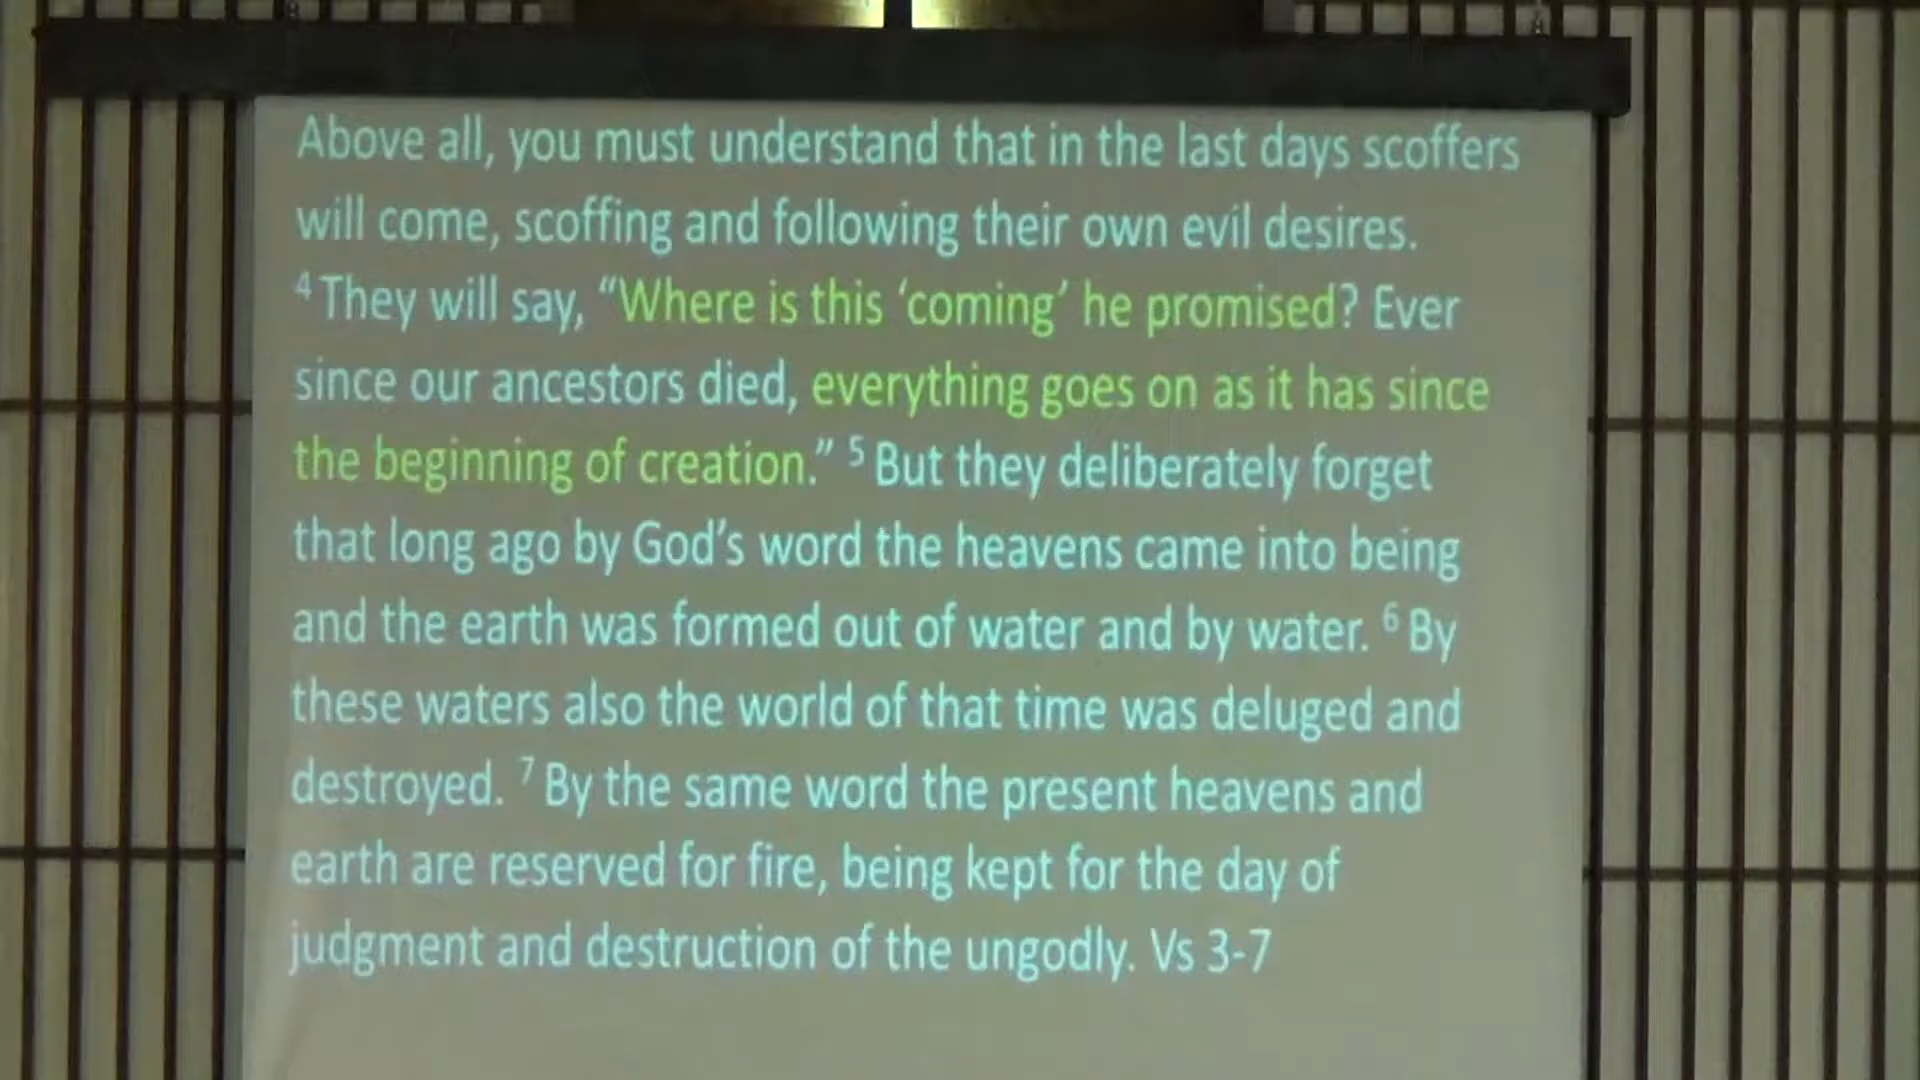 Above all, you must understand that in the last days scoffers
will come, scoffing and following their own evil desires.
⁴ They will say, “Where is this ‘coming’ he promised? Ever
since our ancestors died, everything goes on as it has since
the beginning of creation.” ⁵ But they deliberately forget
that long ago by God’s word the heavens came into being
and the earth was formed out of water and by water. ⁶ By
these waters also the world of that time was deluged and
destroyed. ⁷ By the same word the present heavens and
earth are reserved for fire, being kept for the day of
judgment and destruction of the ungodly. Vs 3-7